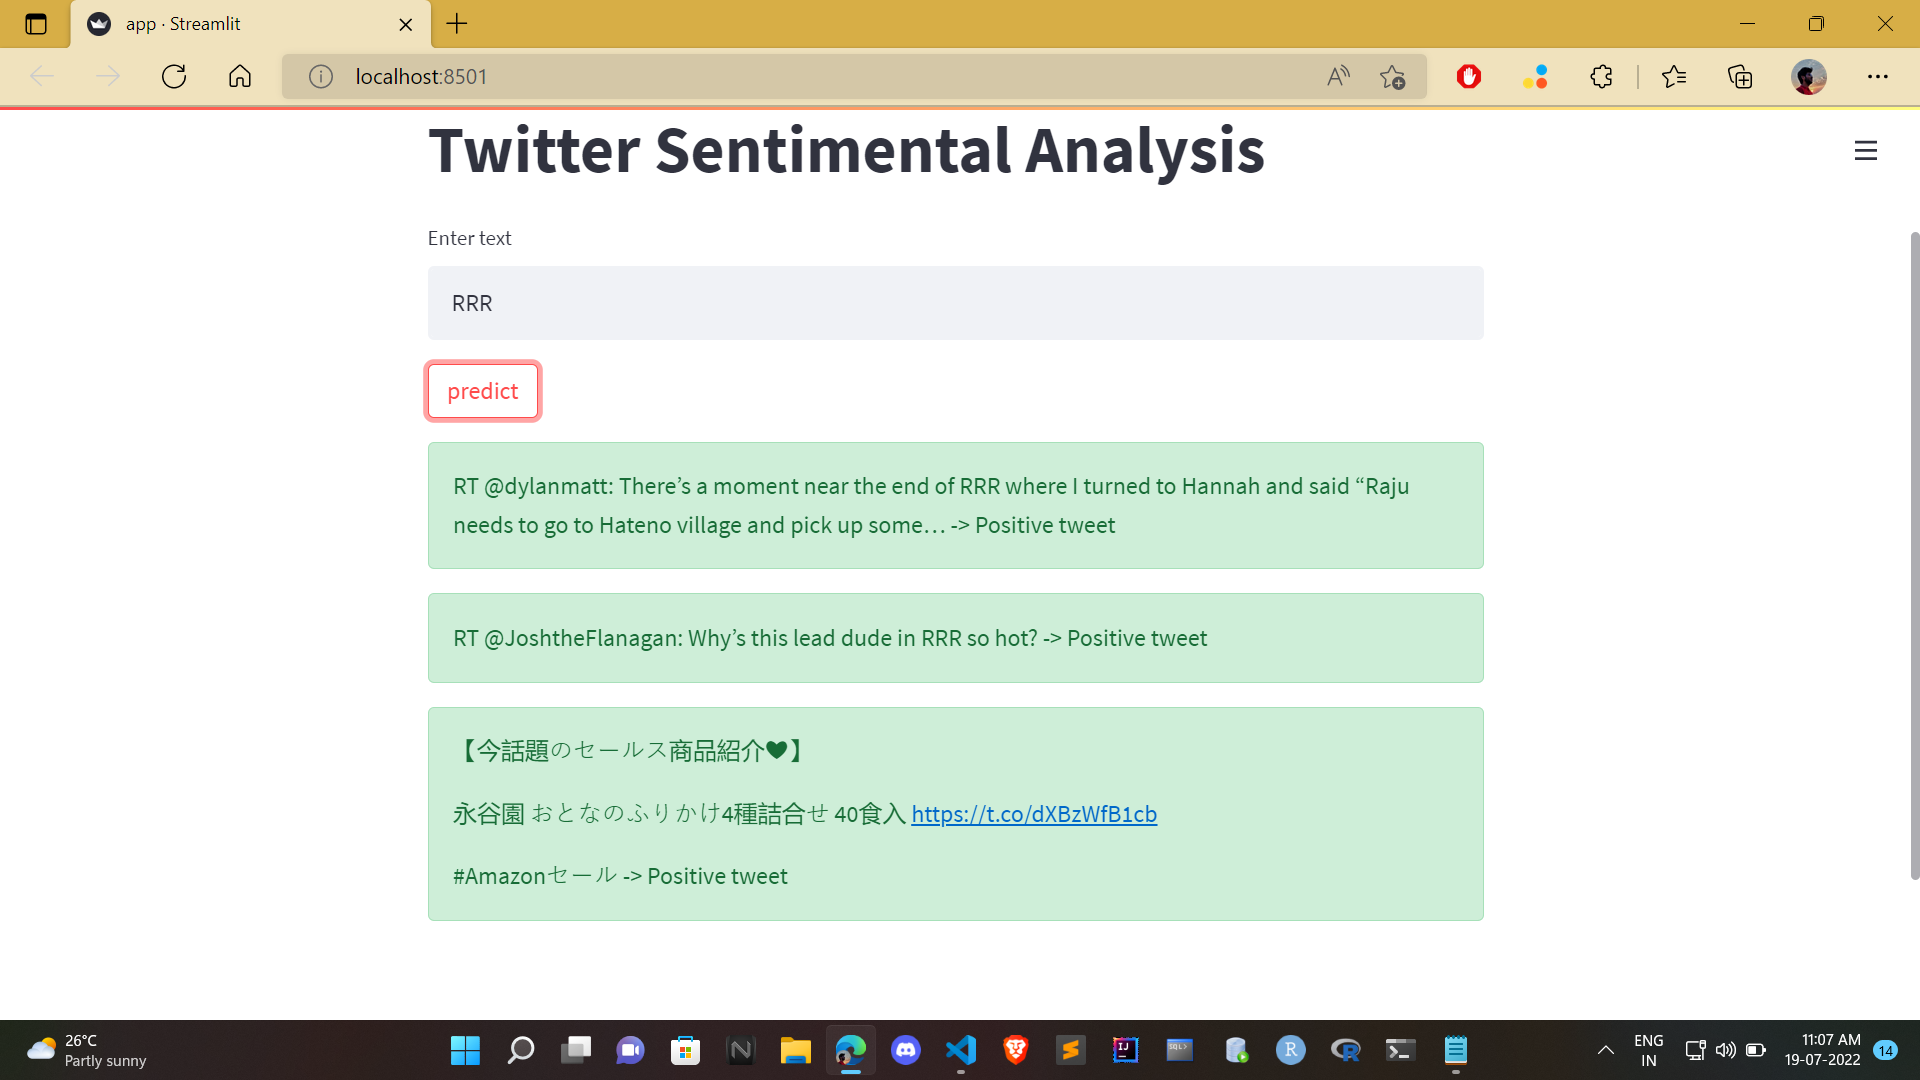 app · Streamlit
localhost:8501
Twitter Sentimental Analysis
Enter text
RRR
predict
RT @dylanmatt: There’s a moment near the end of RRR where I turned to Hannah and said “Raju
needs to go to Hateno village and pick up some… -> Positive tweet
RT @JoshtheFlanagan: Why’s this lead dude in RRR so hot? -> Positive tweet
【今話題のセールス商品紹介♥】
永谷園 おとなのふりかけ4種詰合せ 40食入 https://t.co/dXBzWfB1cb
#Amazonセール -> Positive tweet
26°C
Partly sunny
ENG
IN
11:07 AM
19-07-2022
14